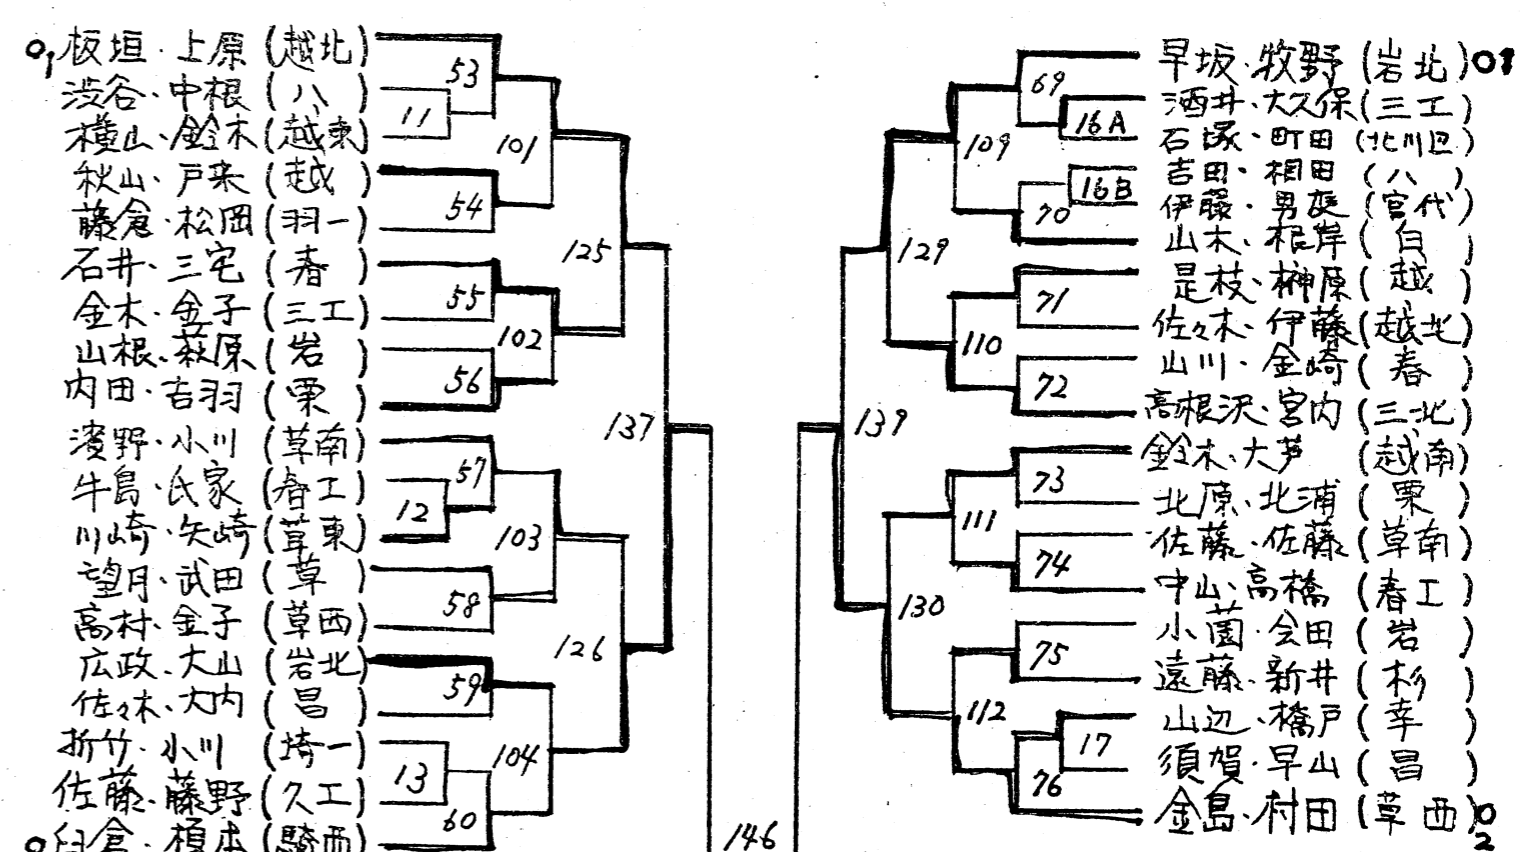 01 板垣・上原(越北)
渋谷・中根(八)
横山・鈴木(越東)
秋山・戸来(越)
藤倉・松岡(羽一)
石井・三宅(春)
金木・金子(三工)
山根・萩原(岩)
内田・吉羽(栗)
濱野・小川(草南)
牛島・氏家(春工)
川崎・矢崎(草東)
望月・武田(草)
高村・金子(草西)
広政・大山(岩北)
佐々木・大内(昌)
折竹・小川(埼一)
佐藤・藤野(久工)
臼倉・榎本(騎西)
53
11
54
55
56
57
12
58
59
13
60
101
102
103
104
125
126
137
146
139
129
130
109
110
111
112
69
16A
16B
70
71
72
73
74
75
17
76
早坂・牧野(岩北)01
酒井・大久保(三工)
石塚・町田(北川辺)
吉田・相田(八)
伊藤・男庭(宮代)
山木・根岸(白)
是枝・榊原(越)
佐々木・伊藤(越北)
山川・金崎(春)
高根沢・宮内(三北)
鈴木・大芦(越南)
北原・北浦(栗)
佐藤・佐藤(草南)
中山・高橋(春工)
小薗・会田(岩)
遠藤・新井(杉)
山辺・橋戸(幸)
須賀・早山(昌)
金島・村田(草西)02